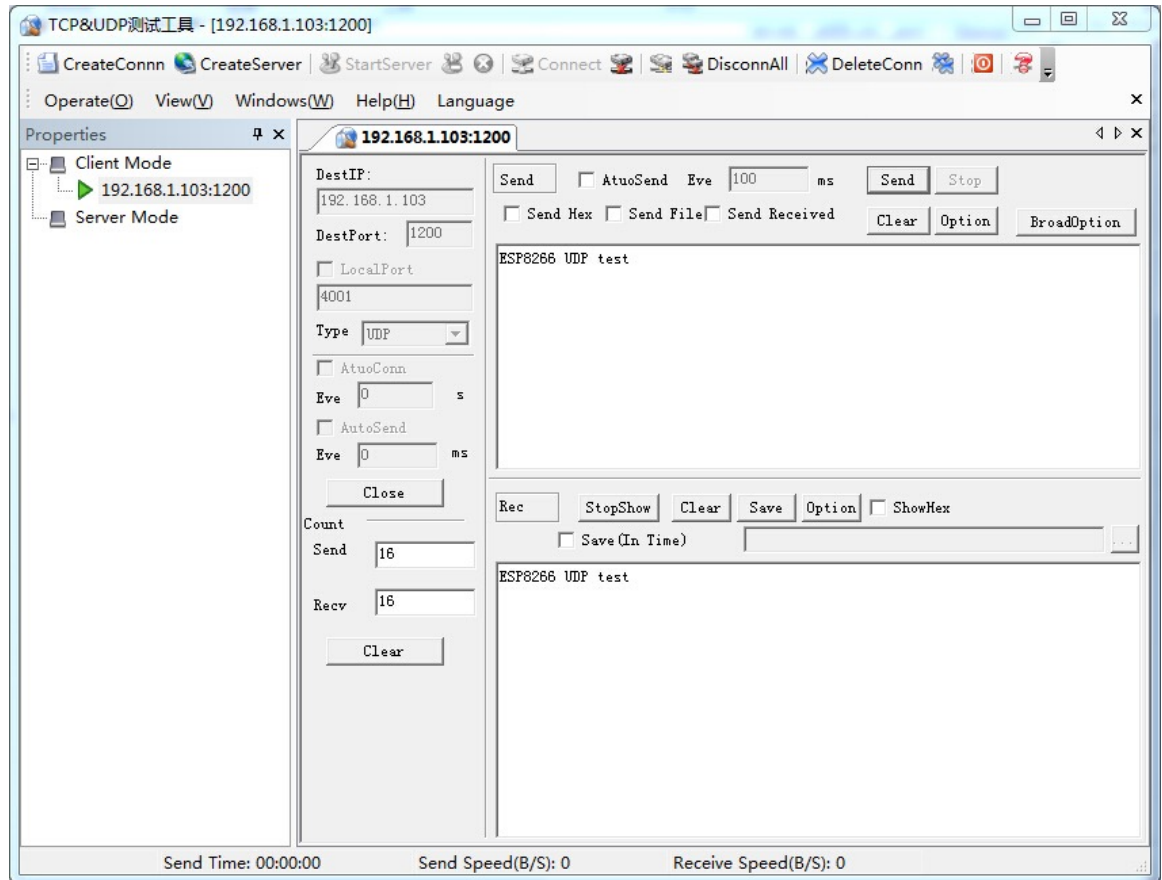 TCP&UDP测试工具 - [192.168.1.103:1200]
CreateConnn CreateServer StartServer Connect DisconnAll DeleteConn
Operate(O) View(V) Windows(W) Help(H) Language
Properties
Client Mode
192.168.1.103:1200
Server Mode
192.168.1.103:1200
DestIP:
192.168.1.103
DestPort: 1200
LocalPort
4001
Type UDP
AtuoConn
Eve 0 s
AutoSend
Eve 0 ms
Close
Count
Send 16
Recv 16
Clear
Send AtuoSend Eve 100 ms Send Stop
Send Hex Send File Send Received Clear Option BroadOption
ESP8266 UDP test
Rec StopShow Clear Save Option ShowHex
Save(In Time) ...
ESP8266 UDP test
Send Time: 00:00:00 Send Speed(B/S): 0 Receive Speed(B/S): 0